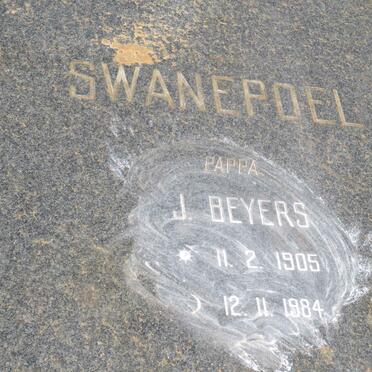 SWANEPOEL
PAPPA
J. BEYERS
11. 2. 1905
12. 11. 1984